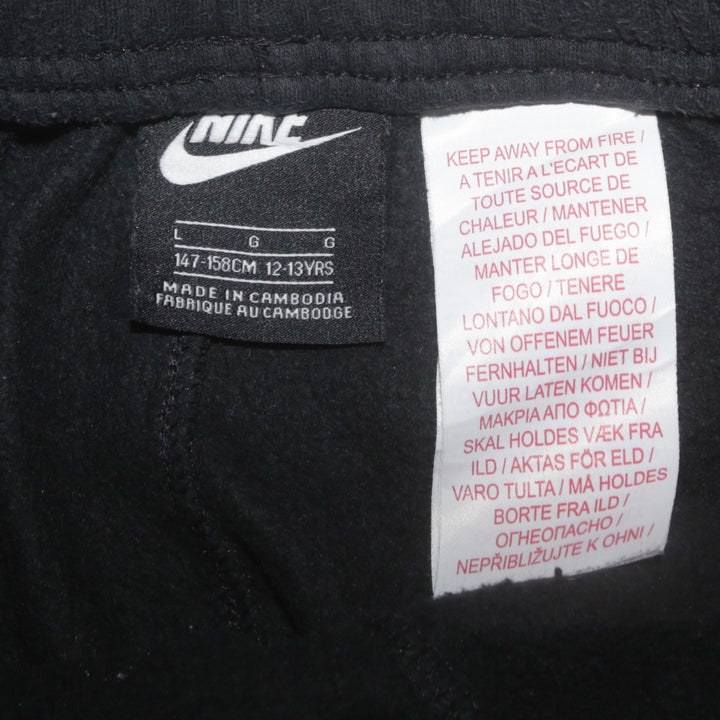 NIKE
L G G
147-158CM 12-13YRS
MADE IN CAMBODIA
FABRIQUE AU CAMBODGE
KEEP AWAY FROM FIRE /
A TENIR A L'ECART DE
TOUTE SOURCE DE
CHALEUR / MANTENER
ALEJADO DEL FUEGO /
MANTER LONGE DE
FOGO / TENERE
LONTANO DAL FUOCO /
VON OFFENEM FEUER
FERNHALTEN / NIET BIJ
VUUR LATEN KOMEN /
ΜΑΚΡΙΑ ΑΠΟ ΦΩΤΙΑ /
SKAL HOLDES VÆK FRA
ILD / AKTAS FÖR ELD /
VARO TULTA / MÅ HOLDES
BORTE FRA ILD /
ОГНЕОПАСНО /
NEPŘIBLIŽUJTE K OHNI /